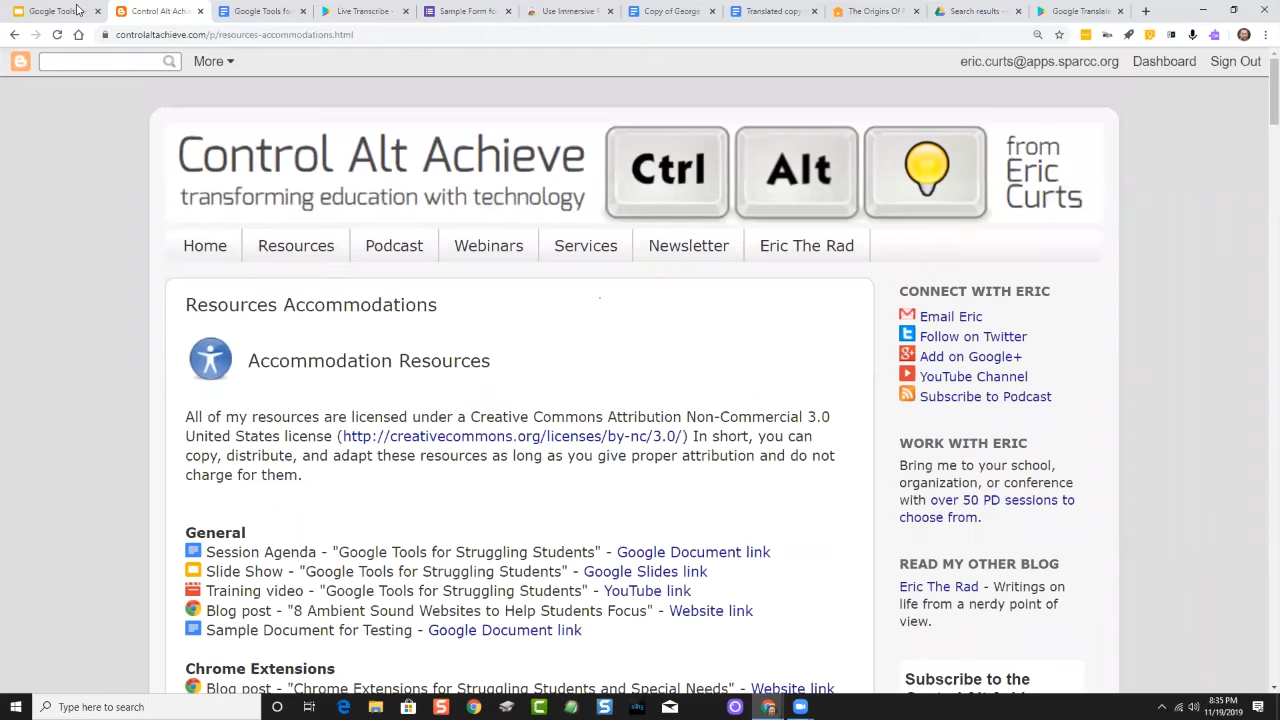 Google Tools
Control Alt Achie
Google Tools for
Live Transcribe -
Sample Form for
Use Immersive
Copy of George
Translated copy
The Origins Of
Search results -
Google Translate
controlaltachieve.com/p/resources-accommodations.html
More
eric.curts@apps.sparcc.org Dashboard Sign Out
Control Alt Achieve
transforming education with technology
Ctrl
Alt
from
Eric
Curts
Home Resources Podcast Webinars Services Newsletter Eric The Rad
Resources Accommodations
Accommodation Resources
All of my resources are licensed under a Creative Commons Attribution Non-Commercial 3.0
United States license (http://creativecommons.org/licenses/by-nc/3.0/) In short, you can
copy, distribute, and adapt these resources as long as you give proper attribution and do not
charge for them.
General
Session Agenda - "Google Tools for Struggling Students" - Google Document link
Slide Show - "Google Tools for Struggling Students" - Google Slides link
Training video - "Google Tools for Struggling Students" - YouTube link
Blog post - "8 Ambient Sound Websites to Help Students Focus" - Website link
Sample Document for Testing - Google Document link
Chrome Extensions
Blog post - "Chrome Extensions for Struggling Students and Special Needs" - Website link
CONNECT WITH ERIC
Email Eric
Follow on Twitter
Add on Google+
YouTube Channel
Subscribe to Podcast
WORK WITH ERIC
Bring me to your school,
organization, or conference
with over 50 PD sessions to
choose from.
READ MY OTHER BLOG
Eric The Rad - Writings on
life from a nerdy point of
view.
Subscribe to the
Type here to search
8:35 PM
11/19/2019